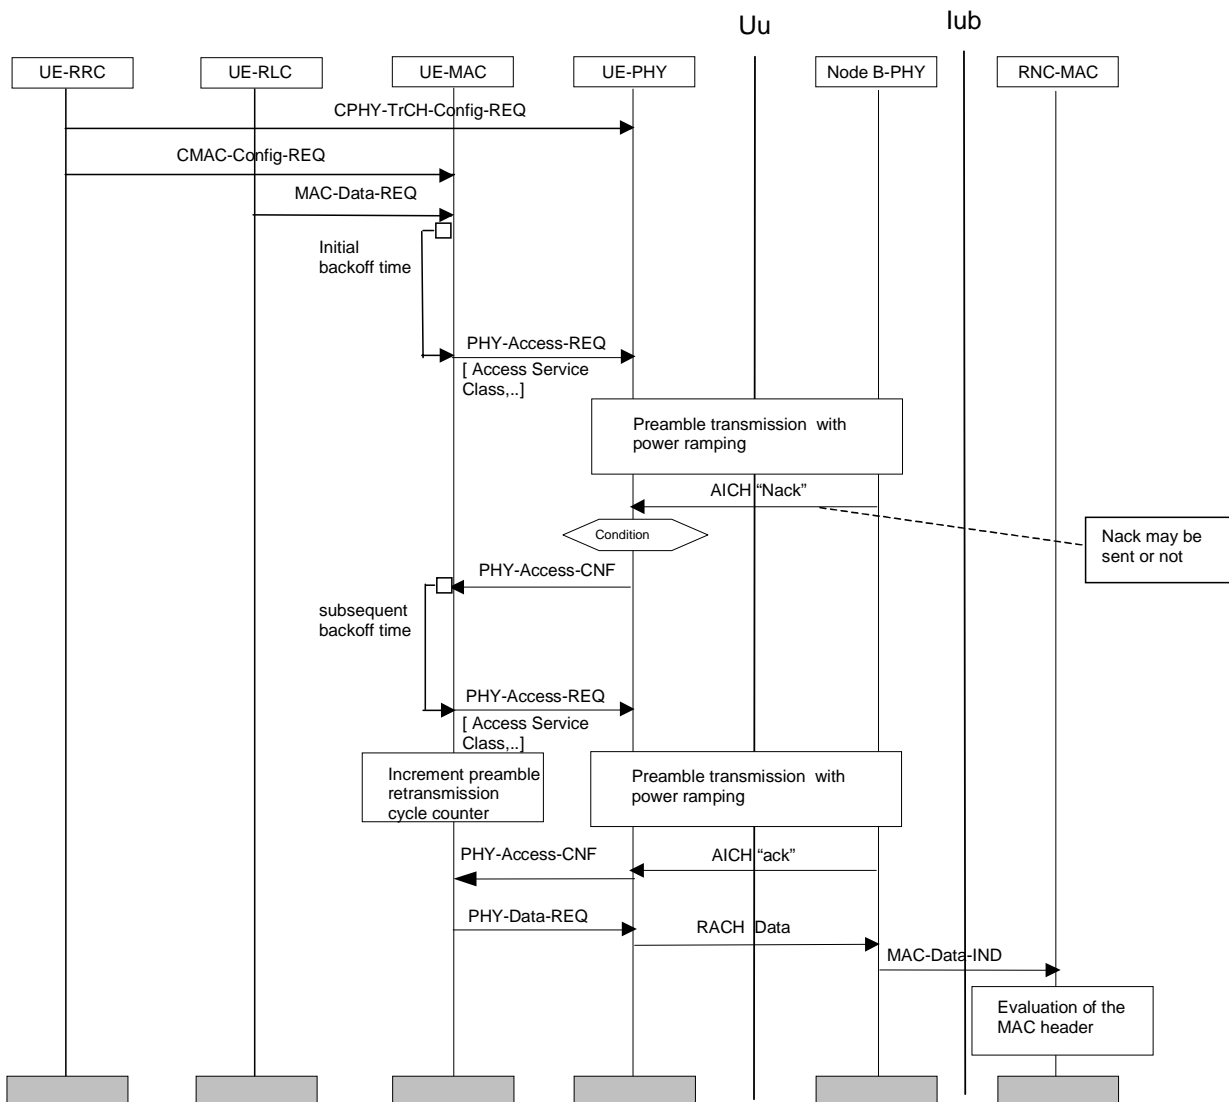 Uu
Iub
UE-RRC
UE-RLC
UE-MAC
UE-PHY
Node B-PHY
RNC-MAC
CPHY-TrCH-Config-REQ
CMAC-Config-REQ
MAC-Data-REQ
Initial
backoff time
PHY-Access-REQ
[ Access Service
Class,..]
Preamble transmission  with
power ramping
AICH “Nack”
Condition
Nack may be
sent or not
PHY-Access-CNF
subsequent
backoff time
PHY-Access-REQ
[ Access Service
Class,..]
Increment preamble
retransmission
cycle counter
Preamble transmission  with
power ramping
PHY-Access-CNF
AICH “ack”
PHY-Data-REQ
RACH  Data
MAC-Data-IND
Evaluation of the
MAC header